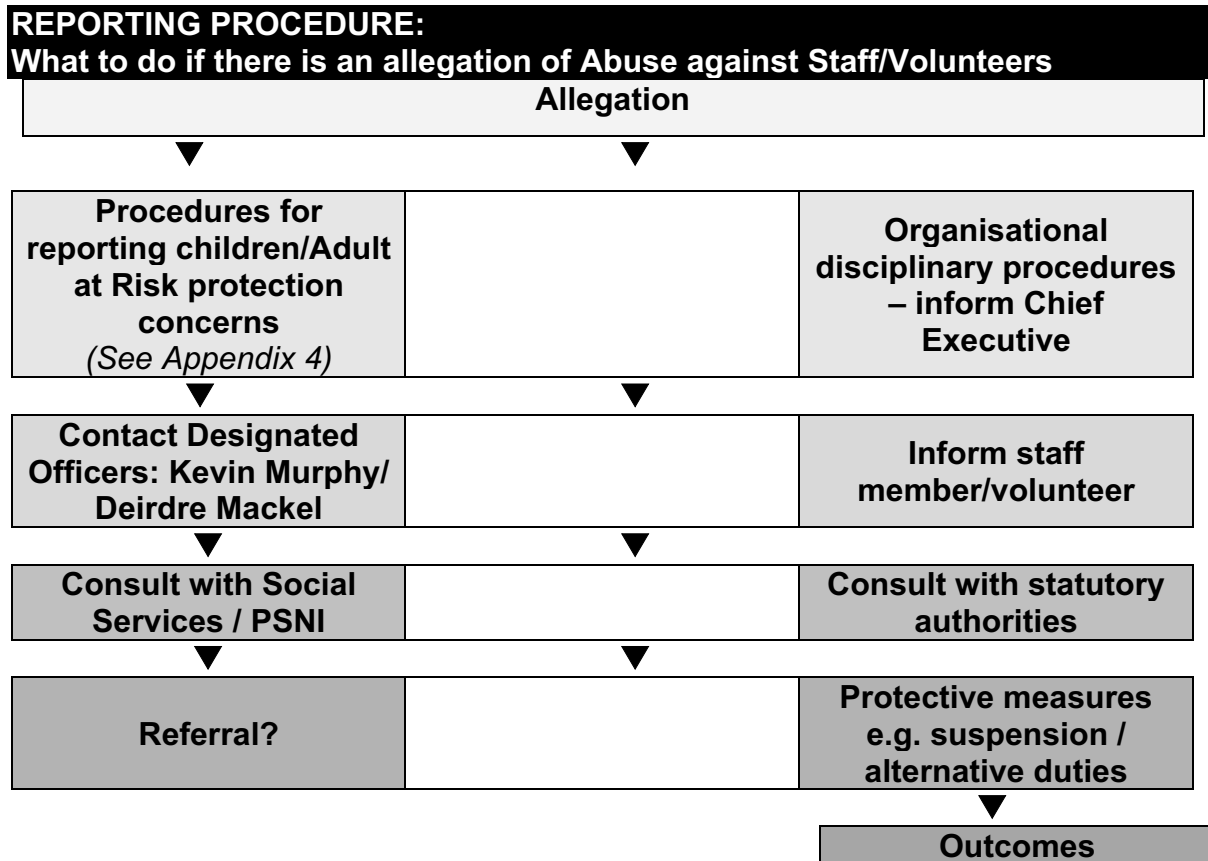 REPORTING PROCEDURE:
What to do if there is an allegation of Abuse against Staff/Volunteers
Allegation
Procedures for
reporting children/Adult
at Risk protection
concerns
(See Appendix 4)
Organisational
disciplinary procedures
– inform Chief
Executive
Contact Designated
Officers: Kevin Murphy/
Deirdre Mackel
Inform staff
member/volunteer
Consult with Social
Services / PSNI
Consult with statutory
authorities
Referral?
Protective measures
e.g. suspension /
alternative duties
Outcomes